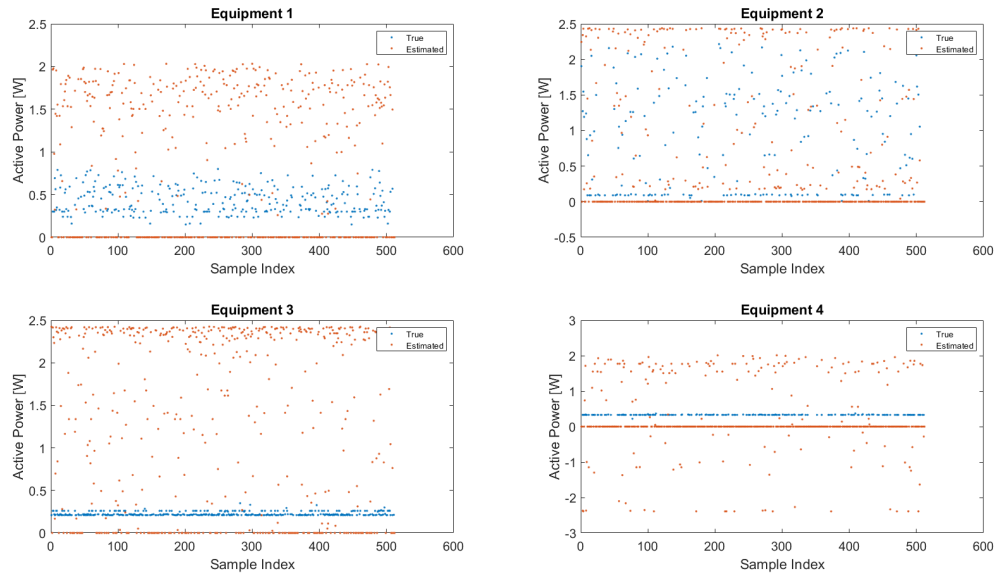 Equipment 1
Active Power [W]
2.5
2
1.5
1
0.5
0
0 100 200 300 400 500 600
Sample Index
True
Estimated
Equipment 2
Active Power [W]
2.5
2
1.5
1
0.5
0
-0.5
0 100 200 300 400 500 600
Sample Index
True
Estimated
Equipment 3
Active Power [W]
2.5
2
1.5
1
0.5
0
0 100 200 300 400 500 600
Sample Index
True
Estimated
Equipment 4
Active Power [W]
3
2
1
0
-1
-2
-3
0 100 200 300 400 500 600
Sample Index
True
Estimated